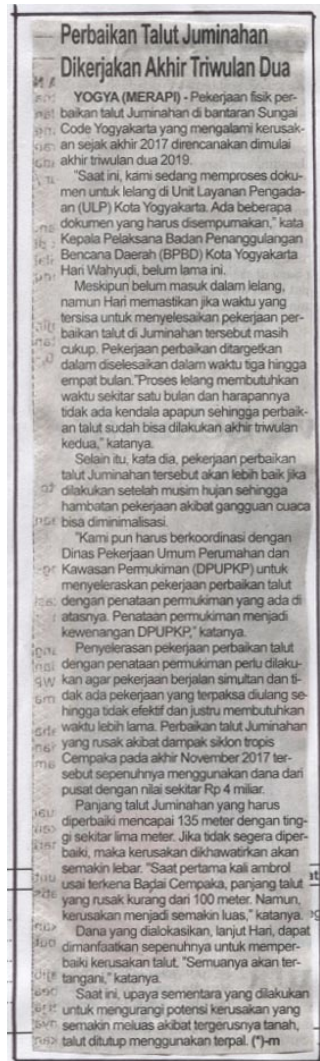 Perbaikan Talut Juminahan
Dikerjakan Akhir Triwulan Dua
YOGYA (MERAPI) - Pekerjaan fisik per-
baikan talut Juminahan di bantaran Sungai
Code Yogyakarta yang mengalami kerusak-
an sejak akhir 2017 direncanakan dimulai
akhir triwulan dua 2019.
"Saat ini, kami sedang memproses doku-
men untuk lelang di Unit Layanan Pengada-
an (ULP) Kota Yogyakarta. Ada beberapa
dokumen yang harus disempurnakan," kata
Kepala Pelaksana Badan Penanggulangan
Bencana Daerah (BPBD) Kota Yogyakarta
Hari Wahyudi, belum lama ini.
Meskipun belum masuk dalam lelang,
namun Hari memastikan jika waktu yang
tersisa untuk menyelesaikan pekerjaan per-
baikan talut di Juminahan tersebut masih
cukup. Pekerjaan perbaikan ditargetkan
dalam diselesaikan dalam waktu tiga hingga
empat bulan."Proses lelang membutuhkan
waktu sekitar satu bulan dan harapannya
tidak ada kendala apapun sehingga perbaik-
an talut sudah bisa dilakukan akhir triwulan
kedua," katanya.
Selain itu, kata dia, pekerjaan perbaikan
talut Juminahan tersebut akan lebih baik jika
dilakukan setelah musim hujan sehingga
hambatan pekerjaan akibat gangguan cuaca
bisa diminimalisasi.
"Kami pun harus berkoordinasi dengan
Dinas Pekerjaan Umum Perumahan dan
Kawasan Permukiman (DPUPKP) untuk
menyeleraskan pekerjaan perbaikan talut
dengan penataan permukiman yang ada di
atasnya. Penataan permukiman menjadi
kewenangan DPUPKP," katanya.
Penyelerasan pekerjaan perbaikan talut
dengan penataan permukiman perlu dilaku-
kan agar pekerjaan berjalan simultan dan ti-
dak ada pekerjaan yang terpaksa diulang se-
hingga tidak efektif dan justru membutuhkan
waktu lebih lama. Perbaikan talut Juminahan
yang rusak akibat dampak siklon tropis
Cempaka pada akhir November 2017 ter-
sebut sepenuhnya menggunakan dana dari
pusat dengan nilai sekitar Rp 4 miliar.
Panjang talut Juminahan yang harus
diperbaiki mencapai 135 meter dengan ting-
gi sekitar lima meter. Jika tidak segera diper-
baiki, maka kerusakan dikhawatirkan akan
semakin lebar. "Saat pertama kali ambrol
usai terkena Badai Cempaka, panjang talut
yang rusak kurang dari 100 meter. Namun,
kerusakan menjadi semakin luas," katanya.
Dana yang dialokasikan, lanjut Hari, dapat
dimanfaatkan sepenuhnya untuk memper-
baiki kerusakan talut. "Semuanya akan ter-
tangani," katanya.
Saat ini, upaya sementara yang dilakukan
untuk mengurangi potensi kerusakan yang
semakin meluas akibat tergerusnya tanah,
talut ditutup menggunakan terpal. (*)-m